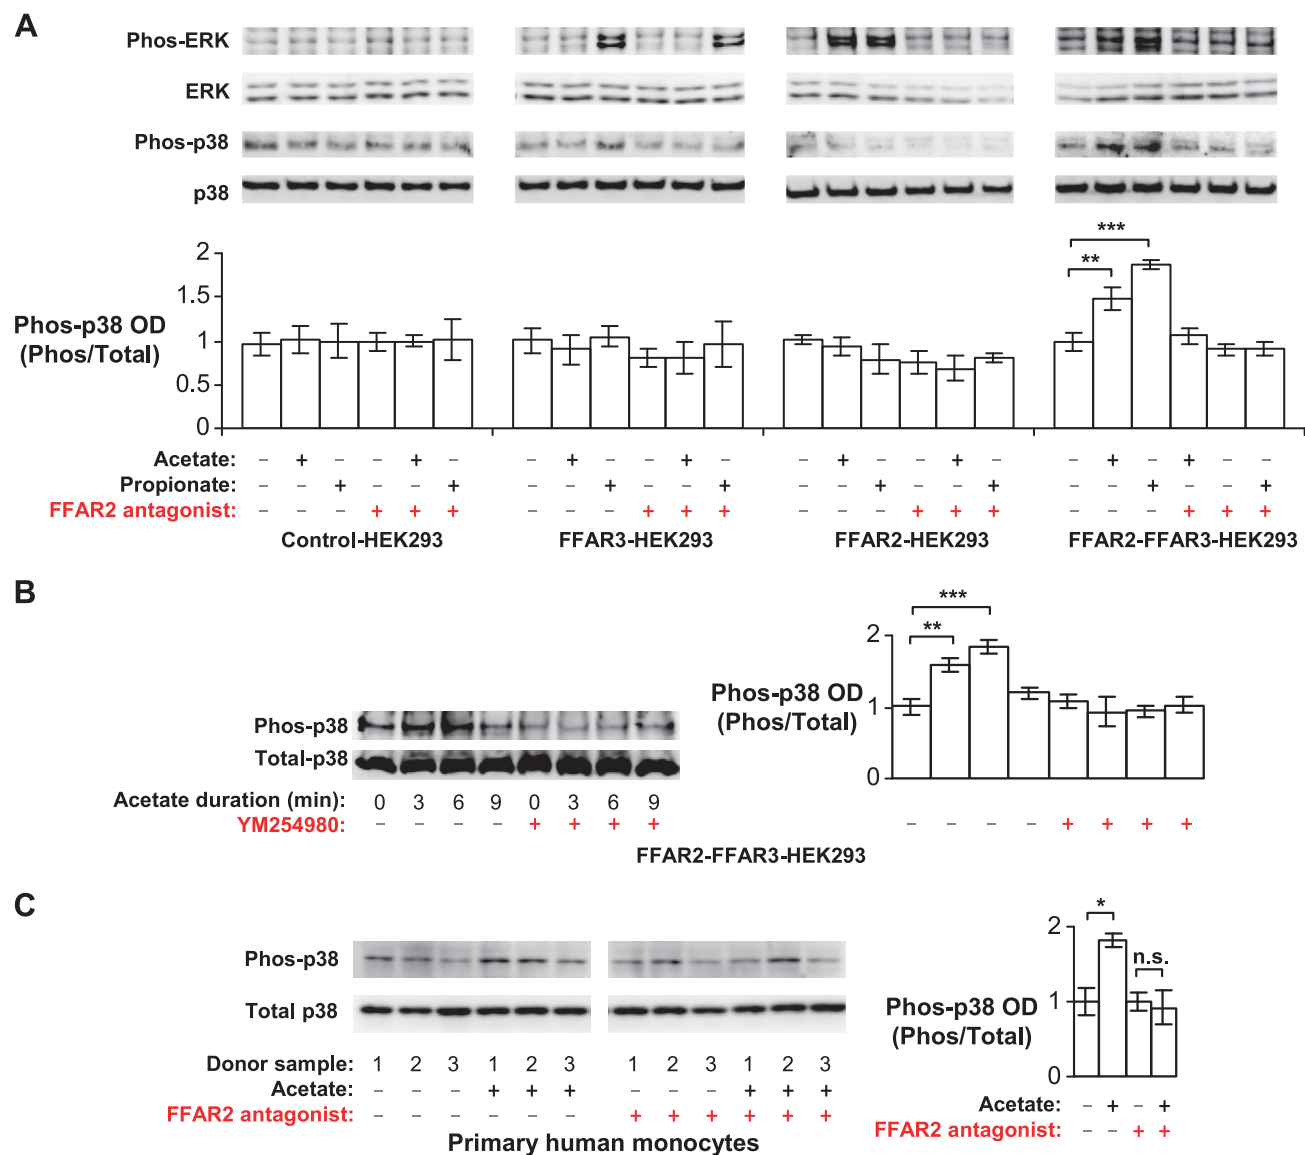 A
Phos-ERK
ERK
Phos-p38
p38
*** 
**
2
1.5
1
0.5
0
Phos-p38 OD
(Phos/Total)
Acetate: – + – – + – – + – – + – – + – – + – – + – + – –
Propionate: – – + – – + – – + – – + – – + – – + – – + – – +
FFAR2 antagonist: – – – + + + – – – + + + – – – + + + – – – + + +
Control-HEK293 FFAR3-HEK293 FFAR2-HEK293 FFAR2-FFAR3-HEK293
B
Phos-p38
Total-p38
Acetate duration (min): 0 3 6 9 0 3 6 9
YM254980: – – – – + + + +
***
**
2
1
0
Phos-p38 OD
(Phos/Total)
– – – – + + + +
FFAR2-FFAR3-HEK293
C
Phos-p38
Total p38
Donor sample: 1 2 3 1 2 3 1 2 3 1 2 3
Acetate: – – – + + + – – – + + +
FFAR2 antagonist: – – – – – – + + + + + +
Primary human monocytes
*
n.s.
2
1
0
Phos-p38 OD
(Phos/Total)
Acetate: – + – +
FFAR2 antagonist: – – + +